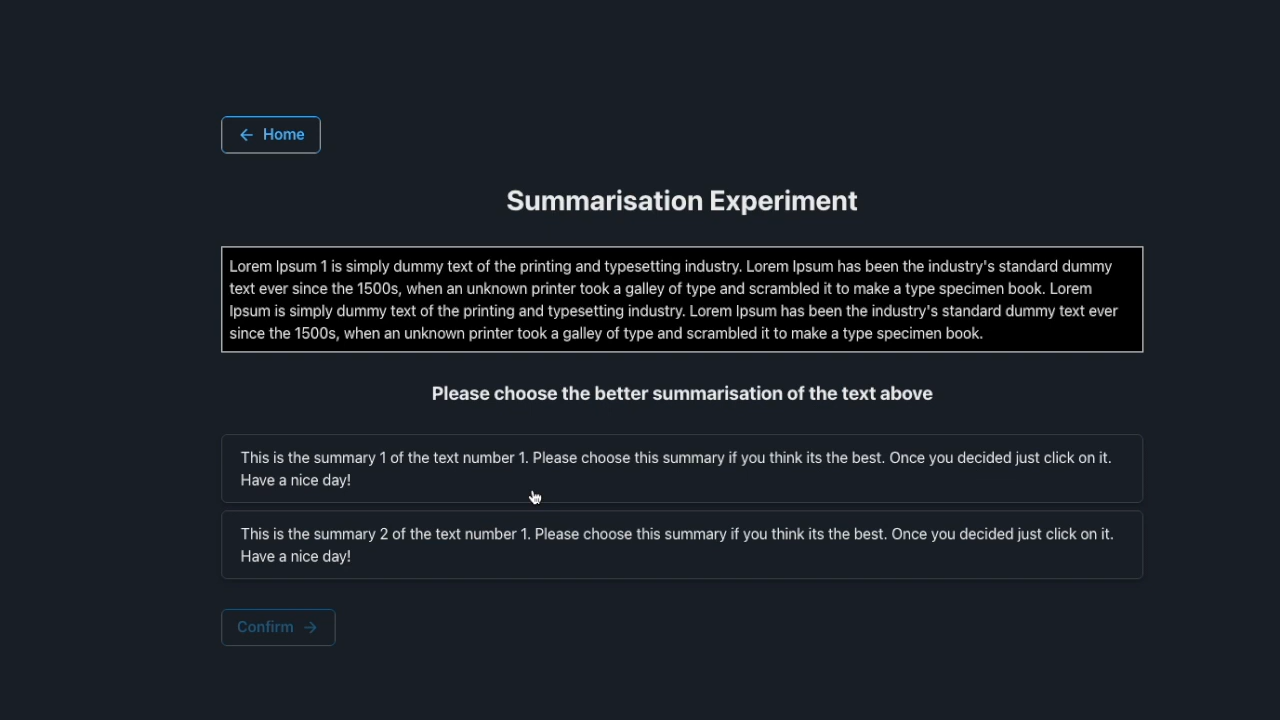 Home
Summarisation Experiment
Lorem Ipsum 1 is simply dummy text of the printing and typesetting industry. Lorem Ipsum has been the industry's standard dummy
text ever since the 1500s, when an unknown printer took a galley of type and scrambled it to make a type specimen book. Lorem
Ipsum is simply dummy text of the printing and typesetting industry. Lorem Ipsum has been the industry's standard dummy text ever
since the 1500s, when an unknown printer took a galley of type and scrambled it to make a type specimen book.
Please choose the better summarisation of the text above
This is the summary 1 of the text number 1. Please choose this summary if you think its the best. Once you decided just click on it.
Have a nice day!
This is the summary 2 of the text number 1. Please choose this summary if you think its the best. Once you decided just click on it.
Have a nice day!
Confirm